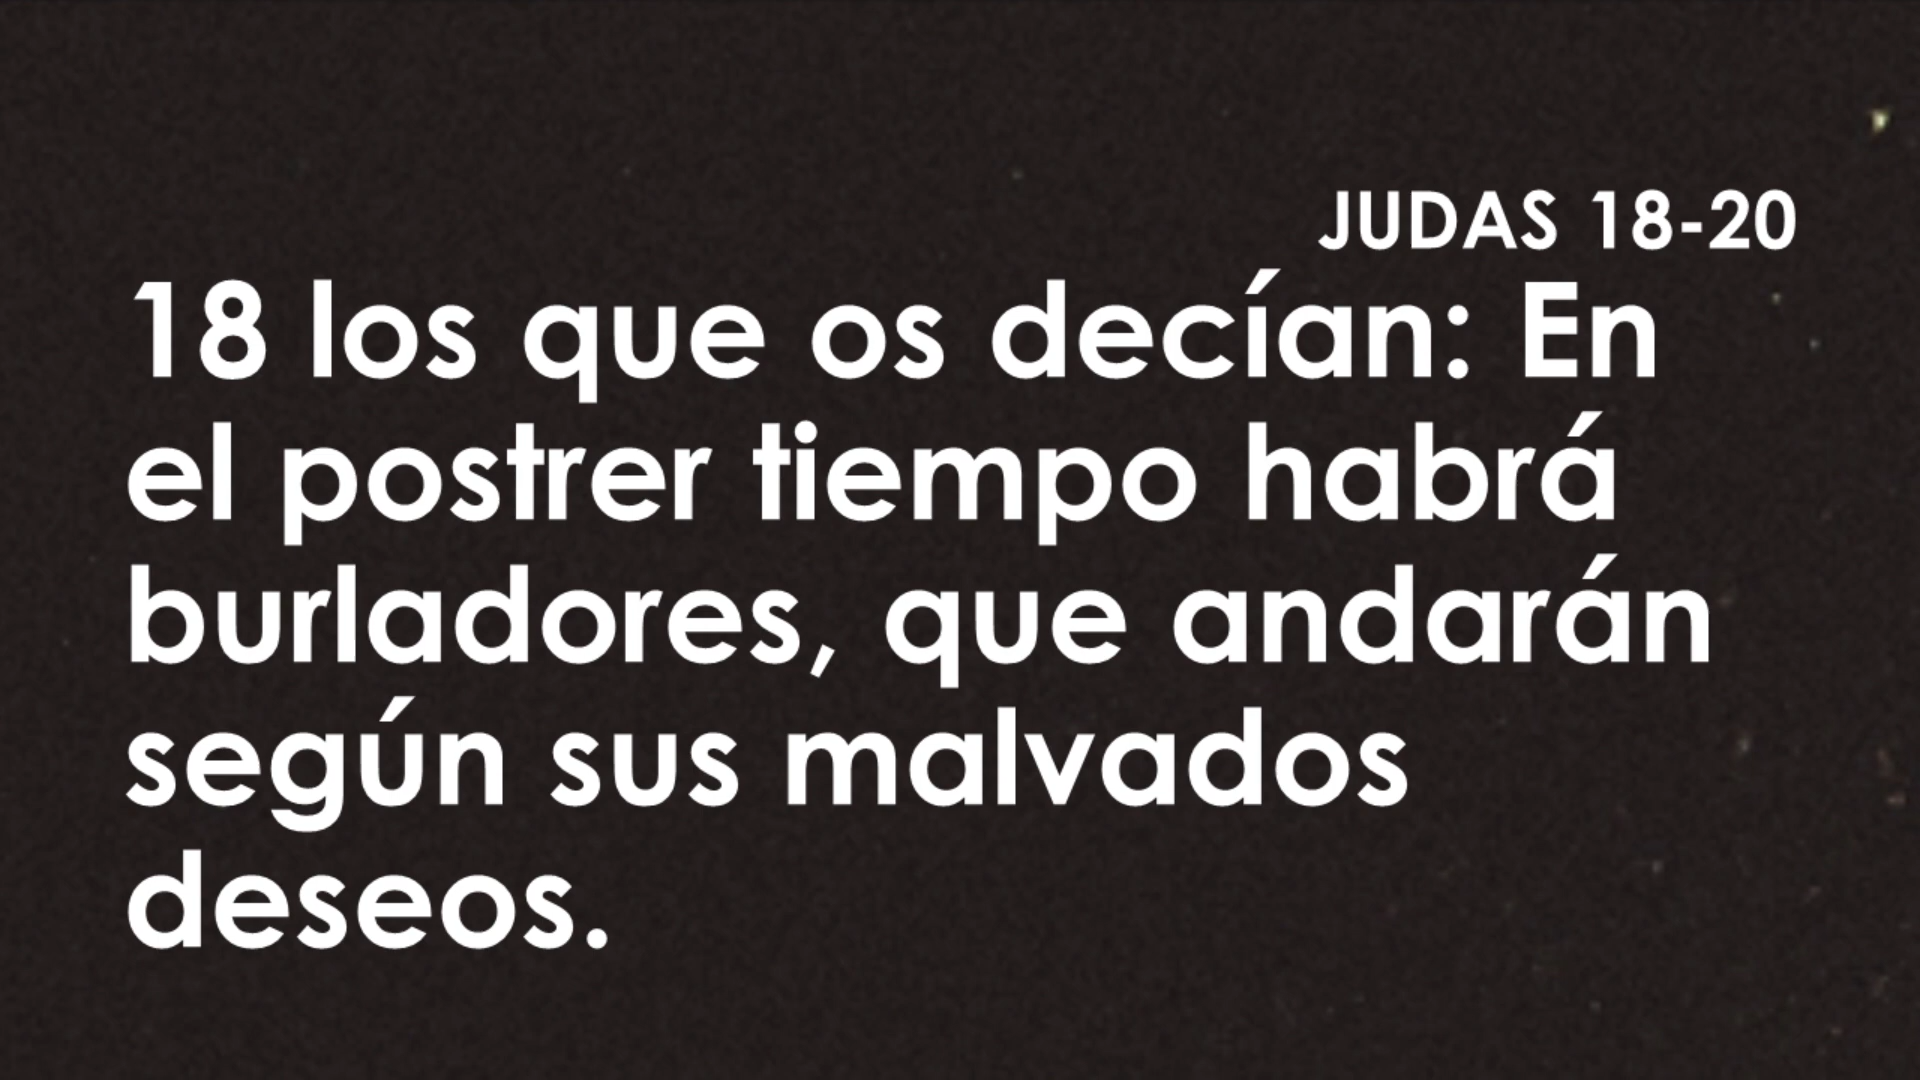 JUDAS 18-20
18 los que os decían: En
el postrer tiempo habrá
burladores, que andarán
según sus malvados
deseos.